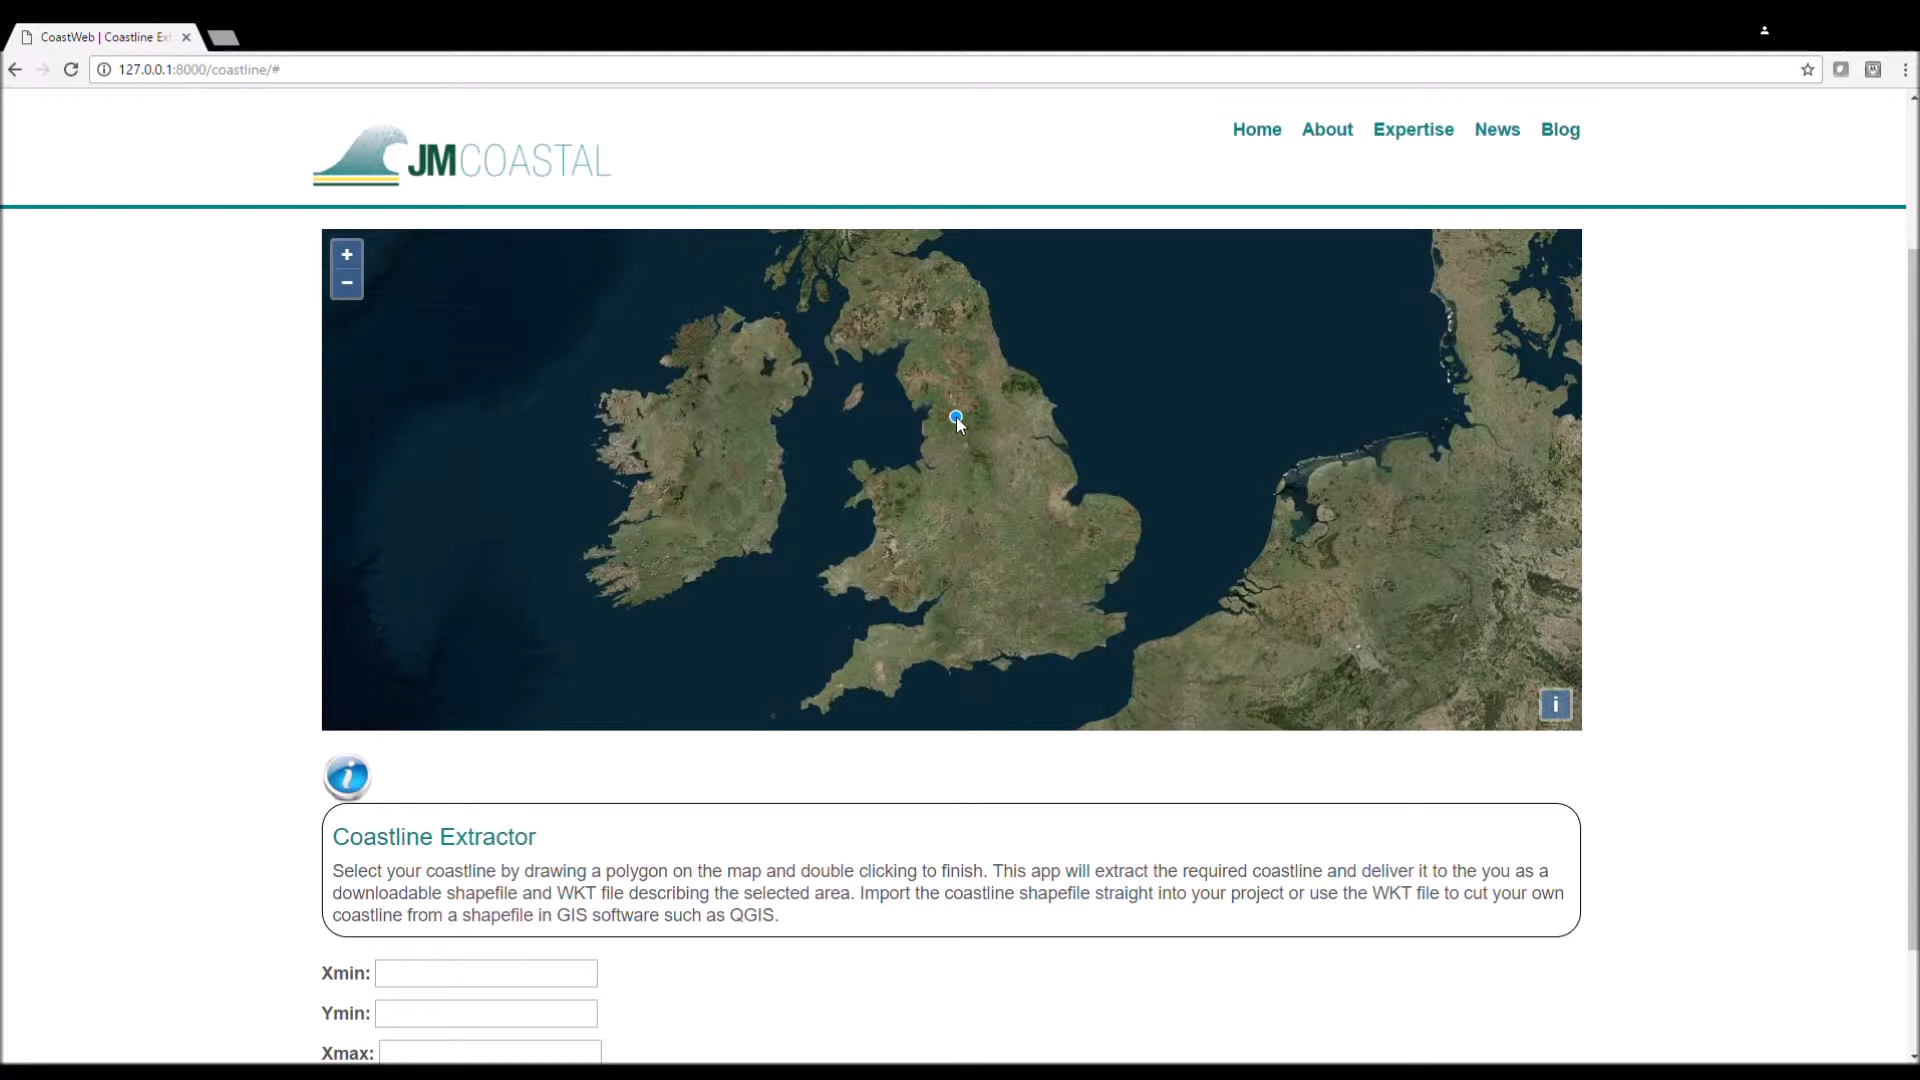 CoastWeb | Coastline Ext
127.0.0.1:8000/coastline/#
JMCOASTAL
Home About Expertise News Blog
+
−
i
i
Coastline Extractor
Select your coastline by drawing a polygon on the map and double clicking to finish. This app will extract the required coastline and deliver it to the you as a
downloadable shapefile and WKT file describing the selected area. Import the coastline shapefile straight into your project or use the WKT file to cut your own
coastline from a shapefile in GIS software such as QGIS.
Xmin:
Ymin:
Xmax: